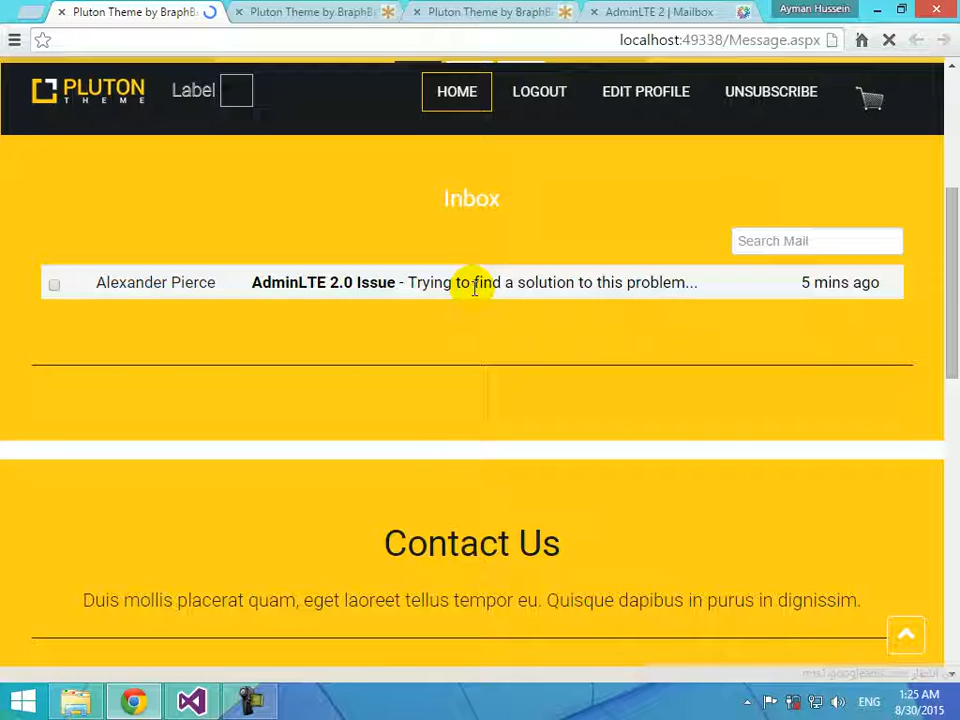 Pluton Theme by BraphB
Pluton Theme by BraphB
Pluton Theme by BraphB
AdminLTE 2 | Mailbox
Ayman Hussein
localhost:49338/Message.aspx
PLUTON
THEME
Label
HOME
LOGOUT
EDIT PROFILE
UNSUBSCRIBE
Inbox
Search Mail
Alexander Pierce
AdminLTE 2.0 Issue - Trying to find a solution to this problem...
5 mins ago
Contact Us
Duis mollis placerat quam, eget laoreet tellus tempor eu. Quisque dapibus in purus in dignissim.
ENG
1:25 AM
8/30/2015